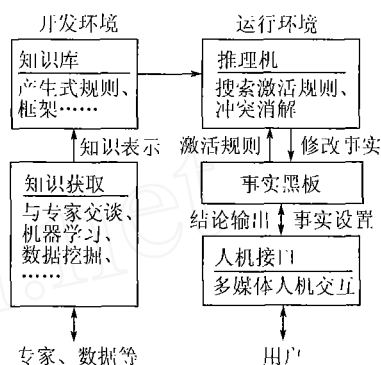 开发环境
运行环境
知识库
产生式规则、
框架……
推理机
搜索激活规则、
冲突消解
知识表示
激活规则
修改事实
知识获取
与专家交谈、
机器学习、
数据挖掘、
……
事实黑板
结论输出
事实设置
人机接口
多媒体人机交互
专家、数据等
用户